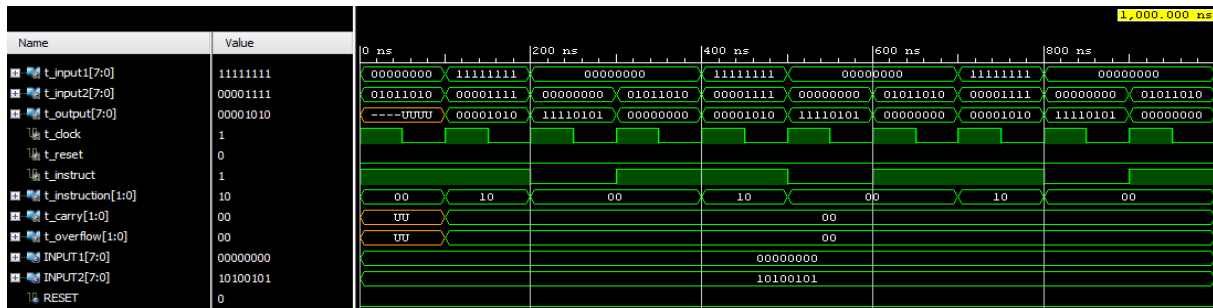 1,000.000 ns
Name Value 0 ns 200 ns 400 ns 600 ns 800 ns
t_input1[7:0] 11111111 00000000 11111111 00000000 11111111 00000000 11111111 00000000
t_input2[7:0] 00001111 01011010 00001111 00000000 01011010 00001111 00000000 01011010 00001111 00000000 01011010
t_output[7:0] 00001010 ----UUUU 00001010 11110101 00000000 00001010 11110101 00000000 00001010 11110101 00000000
t_clock 1
t_reset 0
t_instruct 1
t_instruction[1:0] 10 00 10 00 10 00 10 00
t_carry[1:0] 00 UU 00
t_overflow[1:0] 00 UU 00
INPUT1[7:0] 00000000 00000000
INPUT2[7:0] 10100101 10100101
RESET 0